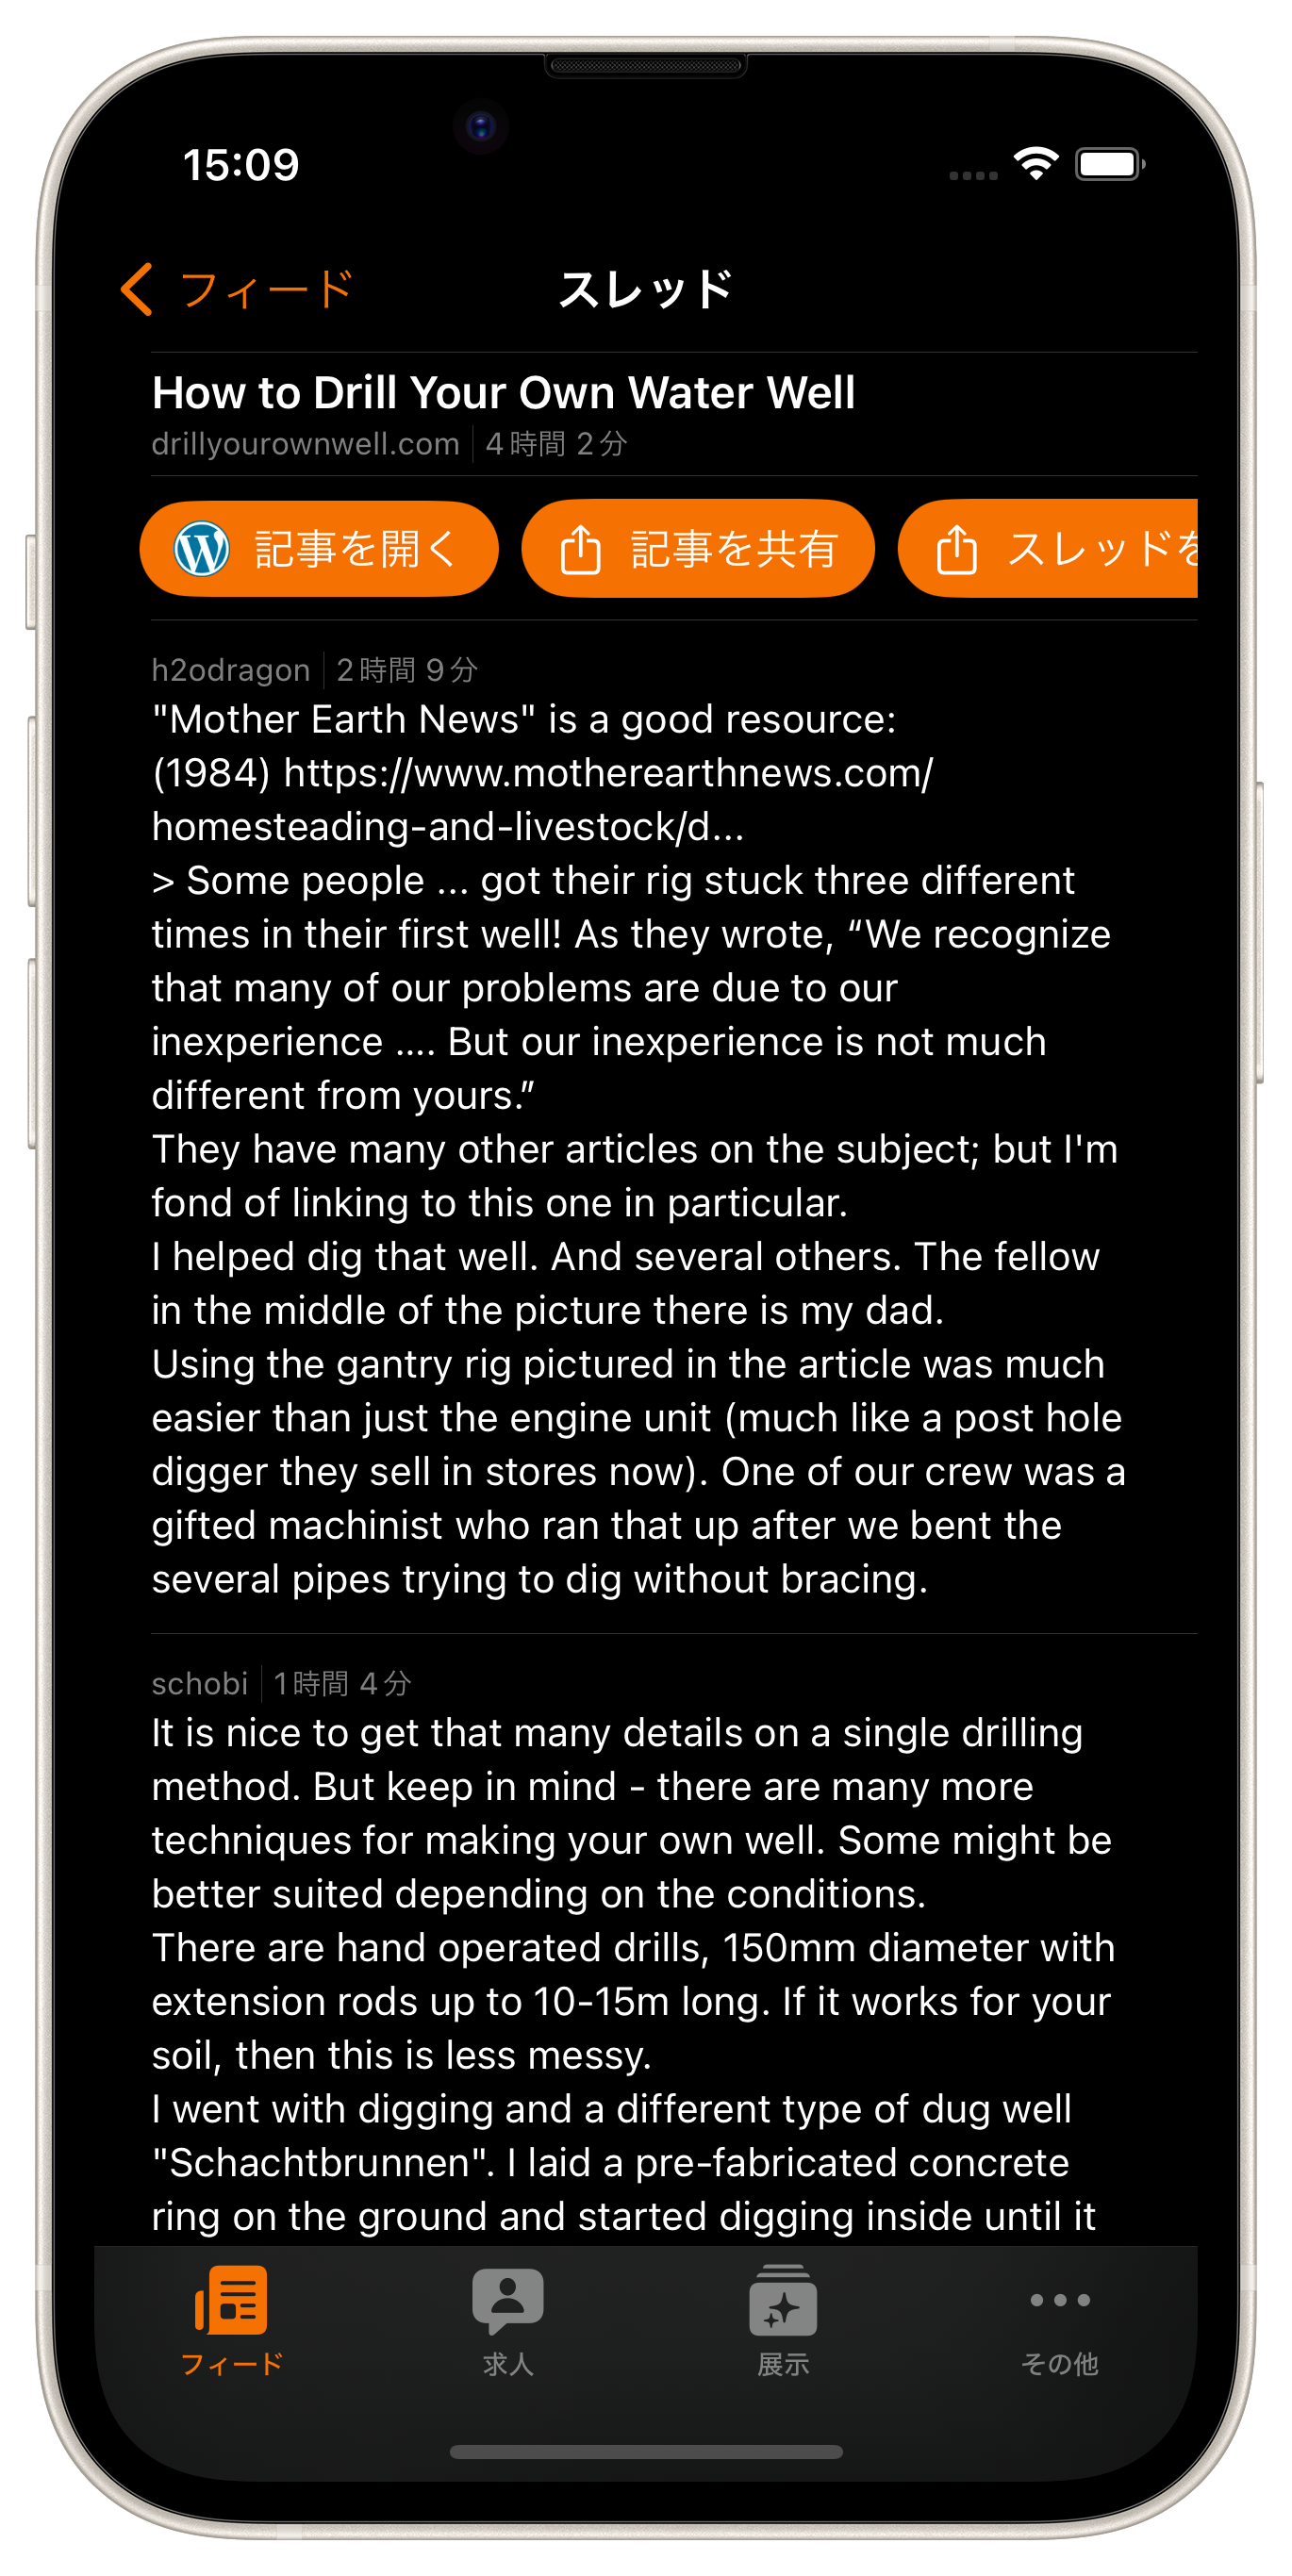 15:09
フィード
スレッド
How to Drill Your Own Water Well
drillyourownwell.com 4時間 2分
記事を開く 記事を共有 スレッドを
h2odragon 2時間 9分
"Mother Earth News" is a good resource:
(1984) https://www.motherearthnews.com/
homesteading-and-livestock/d...
> Some people ... got their rig stuck three different
times in their first well! As they wrote, “We recognize
that many of our problems are due to our
inexperience .... But our inexperience is not much
different from yours.”
They have many other articles on the subject; but I'm
fond of linking to this one in particular.
I helped dig that well. And several others. The fellow
in the middle of the picture there is my dad.
Using the gantry rig pictured in the article was much
easier than just the engine unit (much like a post hole
digger they sell in stores now). One of our crew was a
gifted machinist who ran that up after we bent the
several pipes trying to dig without bracing.
schobi 1時間 4分
It is nice to get that many details on a single drilling
method. But keep in mind - there are many more
techniques for making your own well. Some might be
better suited depending on the conditions.
There are hand operated drills, 150mm diameter with
extension rods up to 10-15m long. If it works for your
soil, then this is less messy.
I went with digging and a different type of dug well
"Schachtbrunnen". I laid a pre-fabricated concrete
ring on the ground and started digging inside until it
フィード 求人 展示 その他